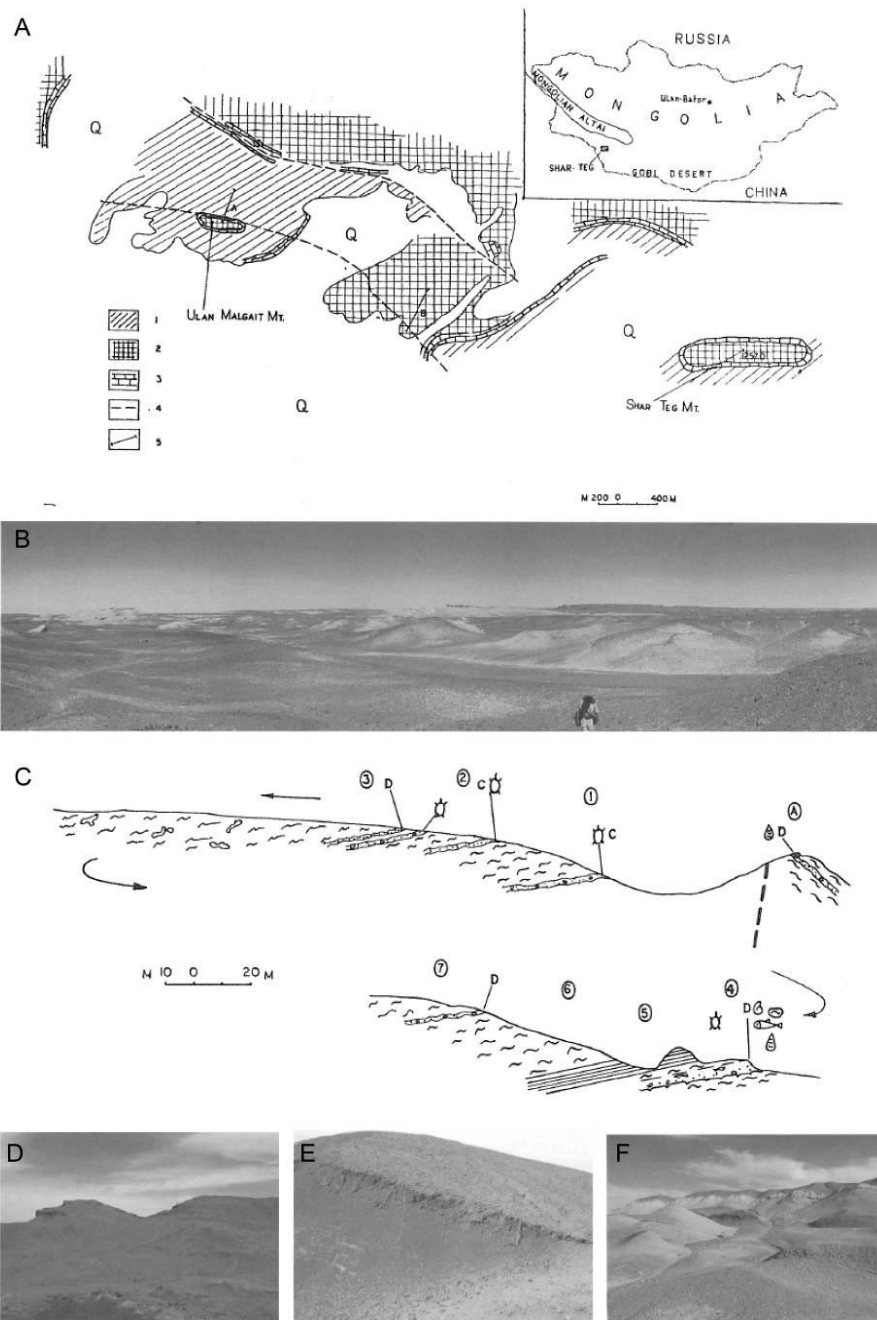 A
RUSSIA
MONGOLIA
MONGOLIAN ALTAI
ULAN-BATOR
SHAR-TEG
GOBI DESERT
CHINA
Q
A
Q
B
Q
Q
ULAN MALGAIT MT.
1
2
3
4
5
SHAR TEG MT.
M 200 0 400 M
B
C
3 D 2 C 1 C D A
M 10 0 20 M
7 D 6 5 4 D
D
E
F